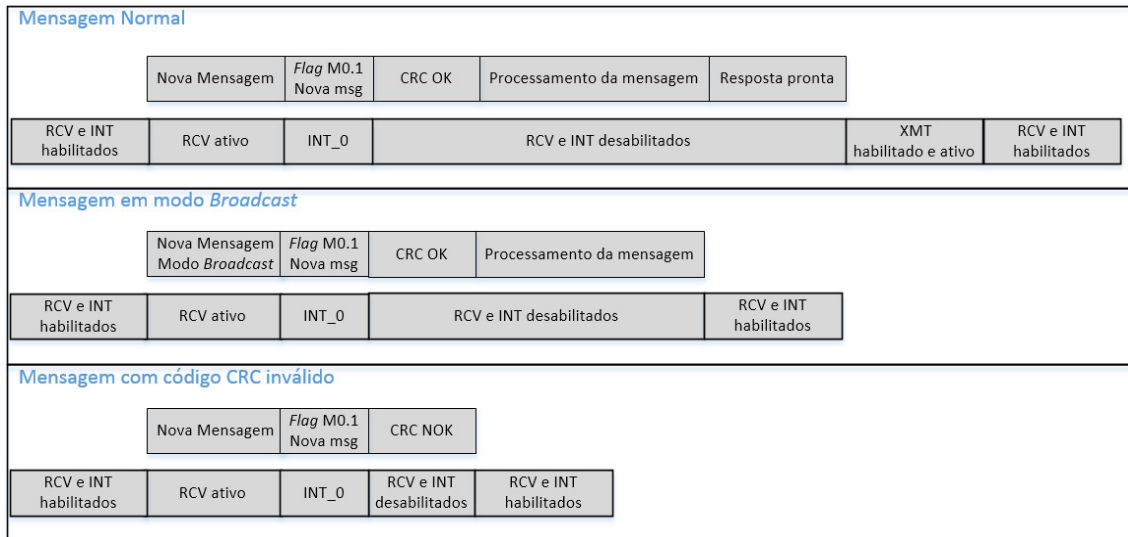 Mensagem Normal
Nova Mensagem
Flag M0.1
Nova msg
CRC OK
Processamento da mensagem
Resposta pronta
RCV e INT
habilitados
RCV ativo
INT_0
RCV e INT desabilitados
XMT
habilitado e ativo
RCV e INT
habilitados
Mensagem em modo Broadcast
Nova Mensagem
Modo Broadcast
Flag M0.1
Nova msg
CRC OK
Processamento da mensagem
RCV e INT
habilitados
RCV ativo
INT_0
RCV e INT desabilitados
RCV e INT
habilitados
Mensagem com código CRC inválido
Nova Mensagem
Flag M0.1
Nova msg
CRC NOK
RCV e INT
habilitados
RCV ativo
INT_0
RCV e INT
desabilitados
RCV e INT
habilitados